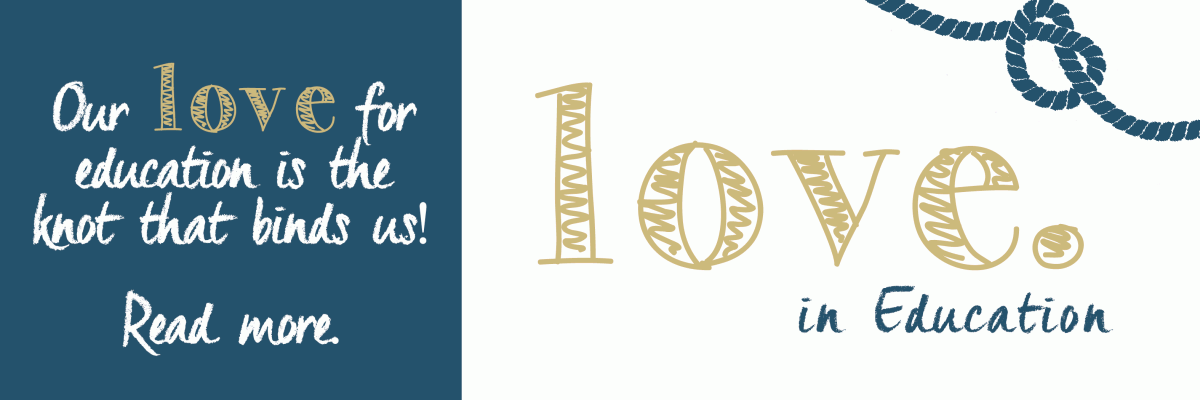 Our love for
education is the
knot that binds us!
Read more.
love.
in Education